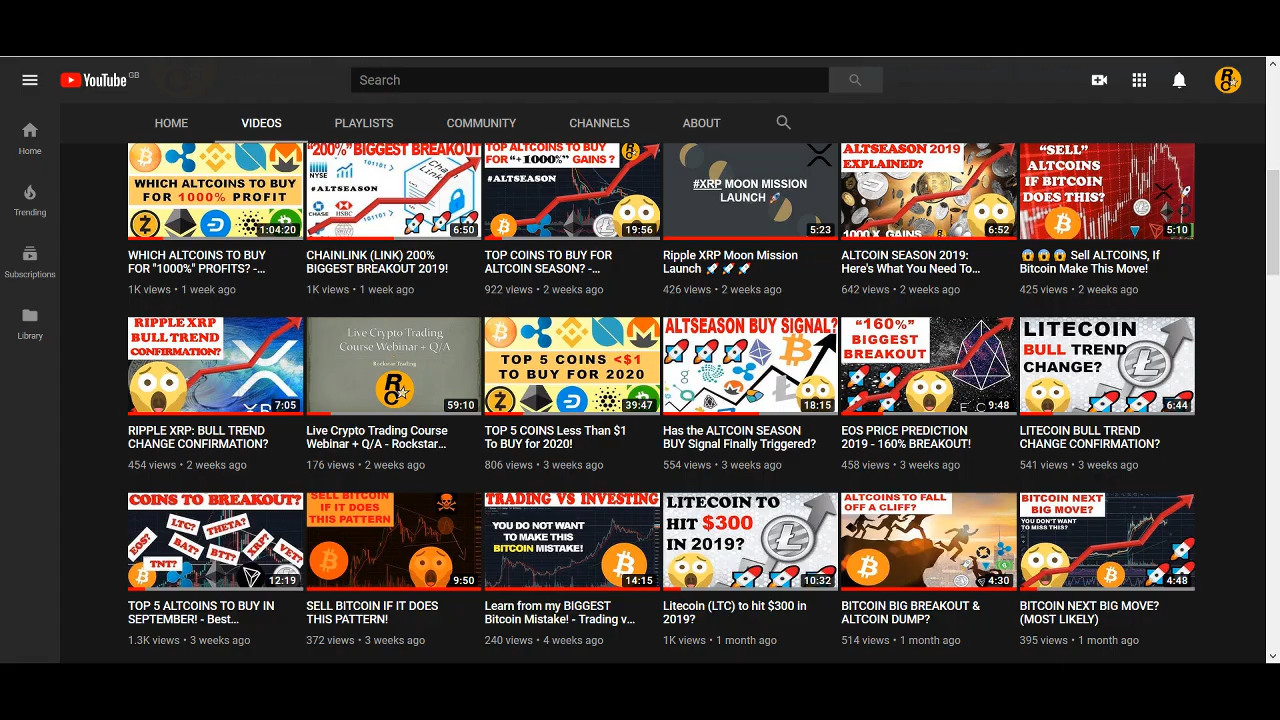 YouTube GB
Search
HOME
VIDEOS
PLAYLISTS
COMMUNITY
CHANNELS
ABOUT
Home
Trending
Subscriptions
Library
WHICH ALTCOINS TO BUY
FOR 1000% PROFIT
1:04:20
WHICH ALTCOINS TO BUY
FOR "1000%" PROFITS? -...
1K views • 1 week ago
"200%" BIGGEST BREAKOUT
NYSE
#ALTSEASON
CHASE
HSBC
101101
Chain
Link
6:50
CHAINLINK (LINK) 200%
BIGGEST BREAKOUT 2019!
1K views • 1 week ago
TOP ALTCOINS TO BUY
FOR "+1000%" GAINS ?
#ALTSEASON
19:56
TOP COINS TO BUY FOR
ALTCOIN SEASON? -...
922 views • 2 weeks ago
#XRP MOON MISSION
LAUNCH 🚀
5:23
Ripple XRP Moon Mission
Launch 🚀 🚀 🚀
426 views • 2 weeks ago
ALTSEASON 2019
EXPLAINED?
1000 X GAINS
6:52
ALTCOIN SEASON 2019:
Here's What You Need To...
642 views • 2 weeks ago
"SELL"
ALTCOINS
IF BITCOIN
DOES THIS?
5:10
😱 😱 😱 Sell ALTCOINS, If
Bitcoin Make This Move!
425 views • 2 weeks ago
RIPPLE XRP
BULL TREND
CONFIRMATION?
XR
7:05
RIPPLE XRP: BULL TREND
CHANGE CONFIRMATION?
454 views • 2 weeks ago
Live Crypto Trading
Course Webinar + Q/A
Rockstar Trading
59:10
Live Crypto Trading Course
Webinar + Q/A - Rockstar...
176 views • 2 weeks ago
TOP 5 COINS <$1
TO BUY FOR 2020
39:47
TOP 5 COINS Less Than $1
To BUY for 2020!
806 views • 3 weeks ago
ALTSEASON BUY SIGNAL?
18:15
Has the ALTCOIN SEASON
BUY Signal Finally Triggered?
554 views • 3 weeks ago
"160%"
BIGGEST
BREAKOUT
9:48
EOS PRICE PREDICTION
2019 - 160% BREAKOUT!
458 views • 3 weeks ago
LITECOIN
BULL TREND
CHANGE?
6:44
LITECOIN BULL TREND
CHANGE CONFIRMATION?
541 views • 3 weeks ago
COINS TO BREAKOUT?
LTC?
THETA?
EOS?
BAT?
BTT?
XRP?
VET?
TNT?
12:19
TOP 5 ALTCOINS TO BUY IN
SEPTEMBER! - Best...
1.3K views • 3 weeks ago
SELL BITCOIN
IF IT DOES
THIS PATTERN
9:50
SELL BITCOIN IF IT DOES
THIS PATTERN!
372 views • 3 weeks ago
TRADING VS INVESTING
YOU DO NOT WANT
TO MAKE THIS
BITCOIN MISTAKE!
14:15
Learn from my BIGGEST
Bitcoin Mistake! - Trading v...
240 views • 4 weeks ago
LITECOIN TO
HIT $300
IN 2019?
10:32
Litecoin (LTC) to hit $300 in
2019?
1K views • 1 month ago
ALTCOINS TO FALL
OFF A CLIFF?
4:30
BITCOIN BIG BREAKOUT &
ALTCOIN DUMP?
514 views • 1 month ago
BITCOIN NEXT
BIG MOVE?
YOU DON'T WANT
TO MISS THIS?
4:48
BITCOIN NEXT BIG MOVE?
(MOST LIKELY)
395 views • 1 month ago